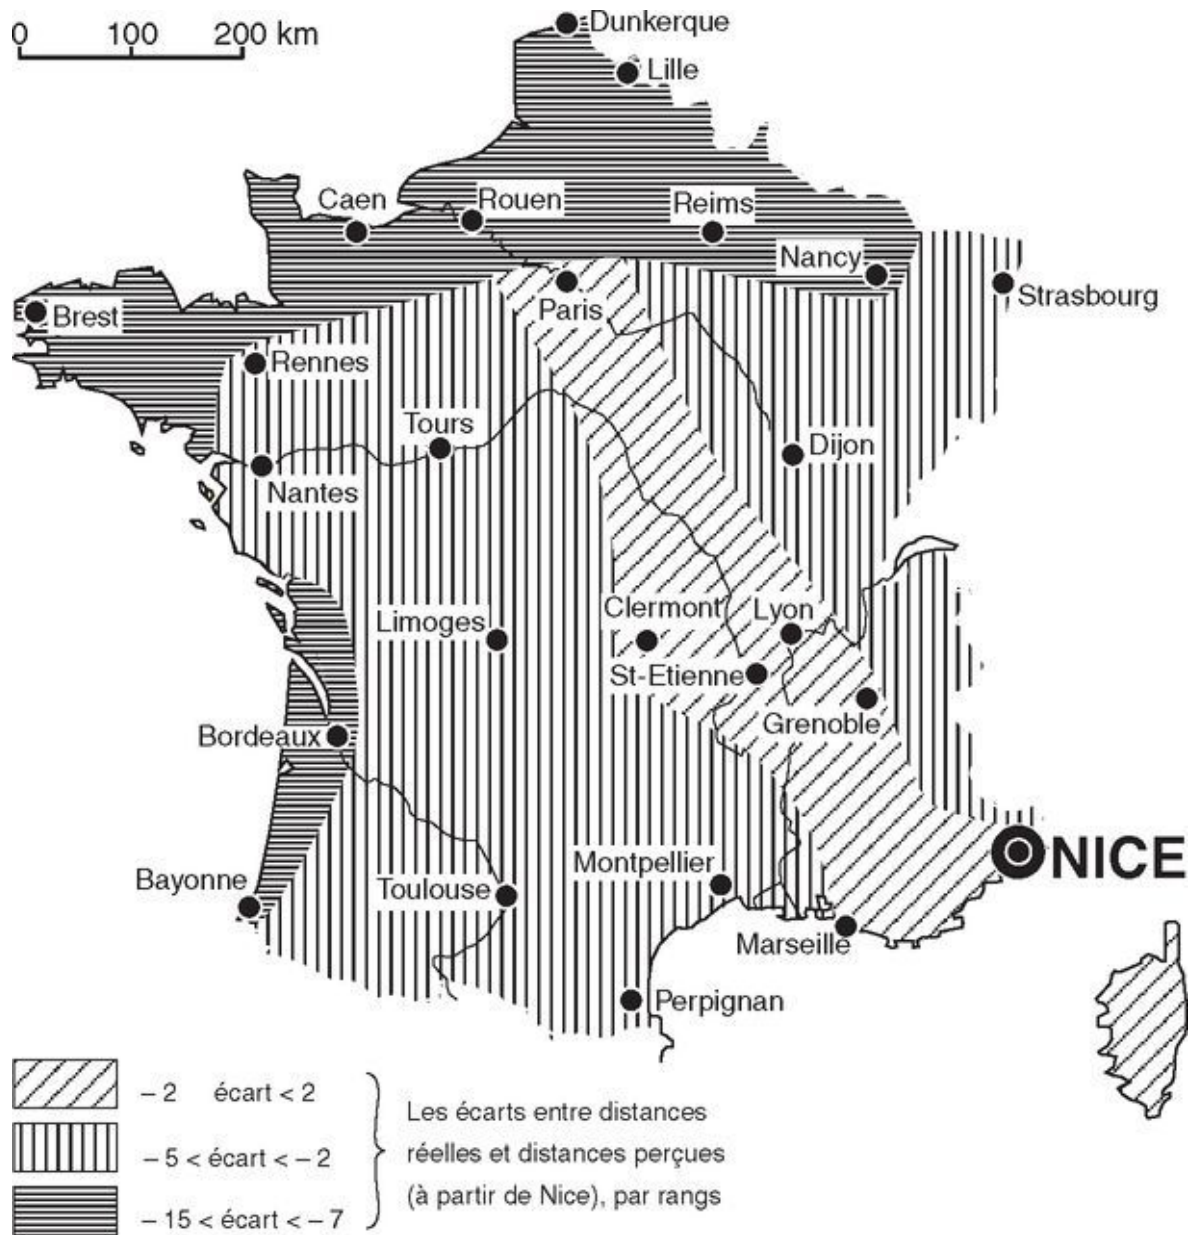 0 100 200 km
Dunkerque
Lille
Caen
Rouen
Reims
Nancy
Strasbourg
Paris
Brest
Rennes
Tours
Dijon
Nantes
Clermont
Lyon
Limoges
St-Etienne
Grenoble
Bordeaux
NICE
Montpellier
Bayonne
Toulouse
Marseille
Perpignan
– 2 écart < 2
– 5 < écart < – 2
– 15 < écart < – 7
Les écarts entre distances
réelles et distances perçues
(à partir de Nice), par rangs